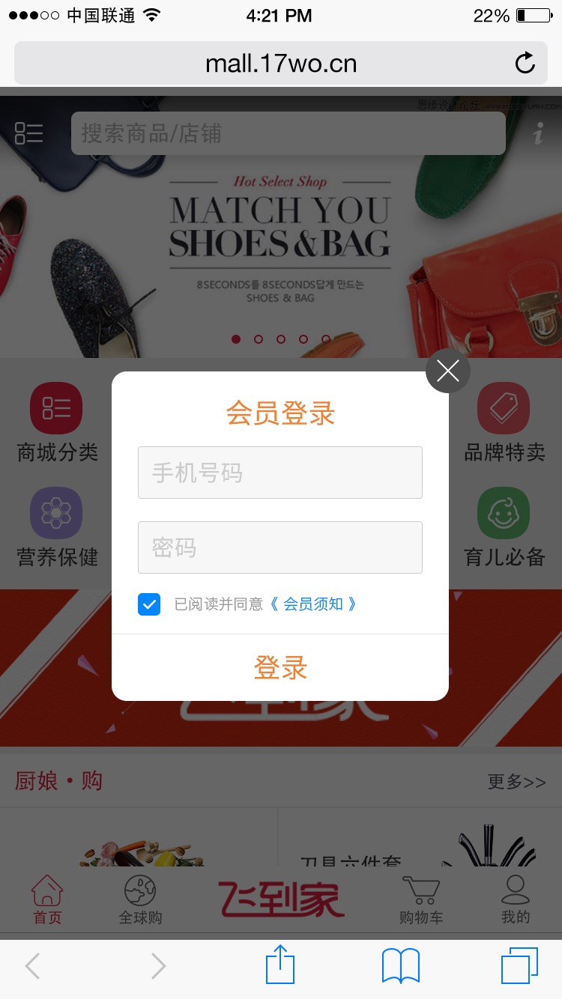 中国联通
4:21 PM
22%
mall.17wo.cn
思缘设计论坛 WWW.MISSYUAN.COM
搜索商品/店铺
Hot Select Shop
MATCH YOU
SHOES & BAG
8SECONDS를 8SECONDS답게 만드는
SHOES & BAG
商城分类
品牌特卖
营养保健
育儿必备
会员登录
手机号码
密码
已阅读并同意《 会员须知 》
登录
飞到家
厨娘·购
更多>>
刀具六件套
首页
全球购
飞到家
购物车
我的